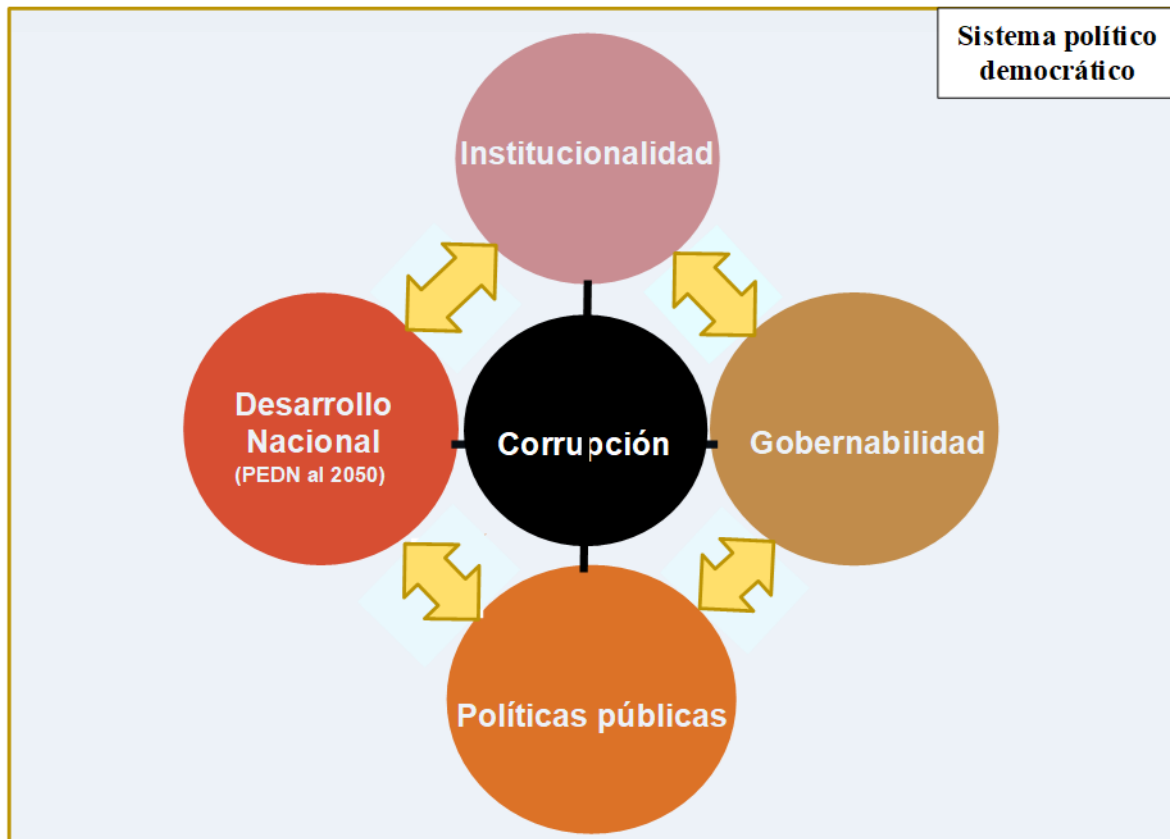 Sistema político
democrático
Institucionalidad
Desarrollo
Nacional
(PEDN al 2050)
Corrupción
Gobernabilidad
Políticas públicas